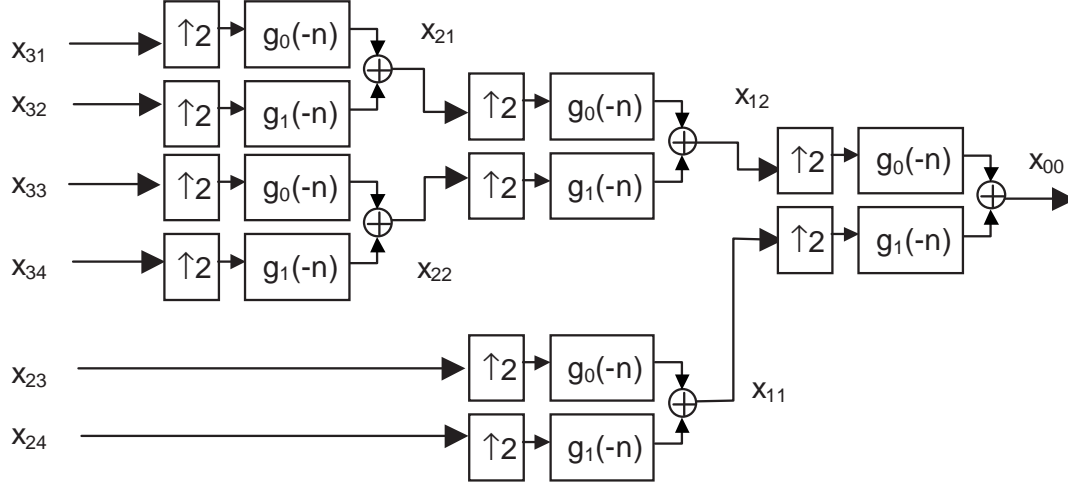 x₃₁ ↑2 g₀(-n) x₂₁
x₃₂ ↑2 g₁(-n)
↑2 g₀(-n) x₁₂
x₃₃ ↑2 g₀(-n)
↑2 g₁(-n)
↑2 g₀(-n) x₀₀
x₃₄ ↑2 g₁(-n) x₂₂
↑2 g₁(-n)
x₂₃ ↑2 g₀(-n) x₁₁
x₂₄ ↑2 g₁(-n)